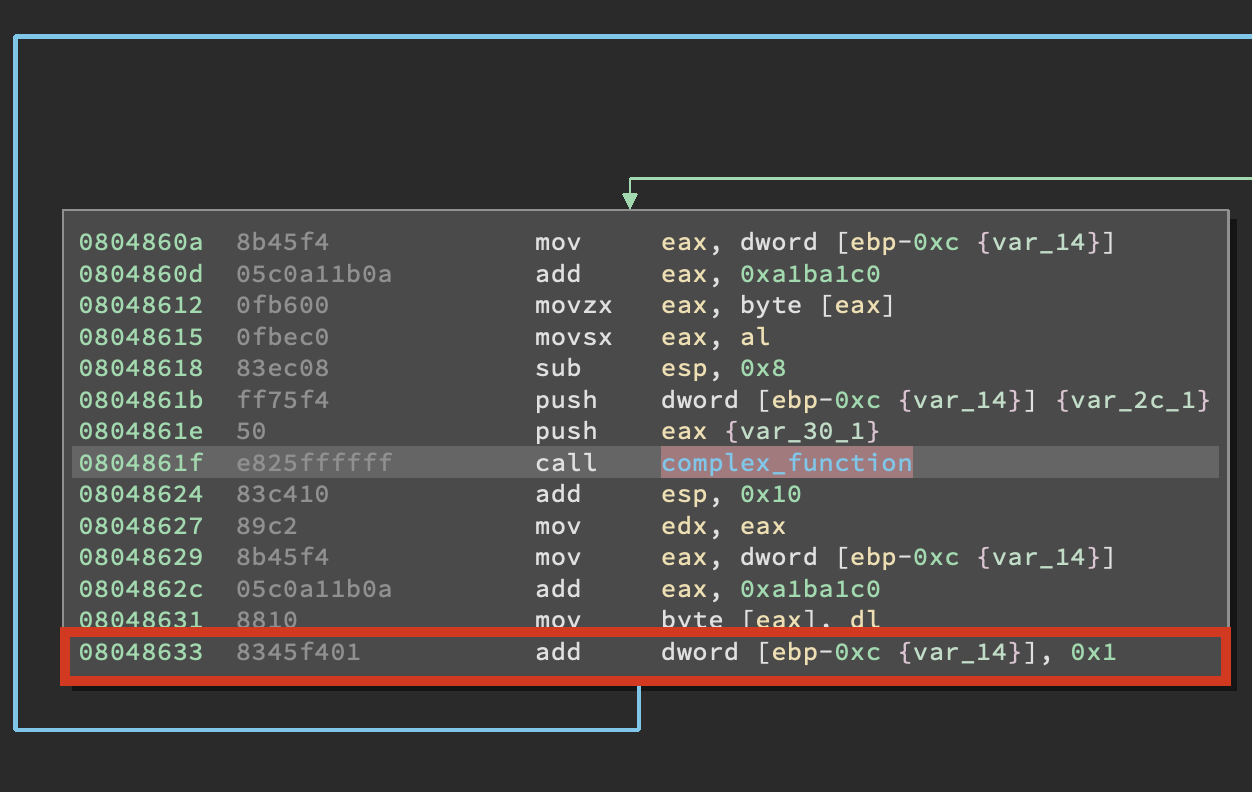 0804860a 8b45f4 mov eax, dword [ebp-0xc {var_14}]
0804860d 05c0a11b0a add eax, 0xa1ba1c0
08048612 0fb600 movzx eax, byte [eax]
08048615 0fbec0 movsx eax, al
08048618 83ec08 sub esp, 0x8
0804861b ff75f4 push dword [ebp-0xc {var_14}] {var_2c_1}
0804861e 50 push eax {var_30_1}
0804861f e825ffffff call complex_function
08048624 83c410 add esp, 0x10
08048627 89c2 mov edx, eax
08048629 8b45f4 mov eax, dword [ebp-0xc {var_14}]
0804862c 05c0a11b0a add eax, 0xa1ba1c0
08048631 8810 mov byte [eax], dl
08048633 8345f401 add dword [ebp-0xc {var_14}], 0x1